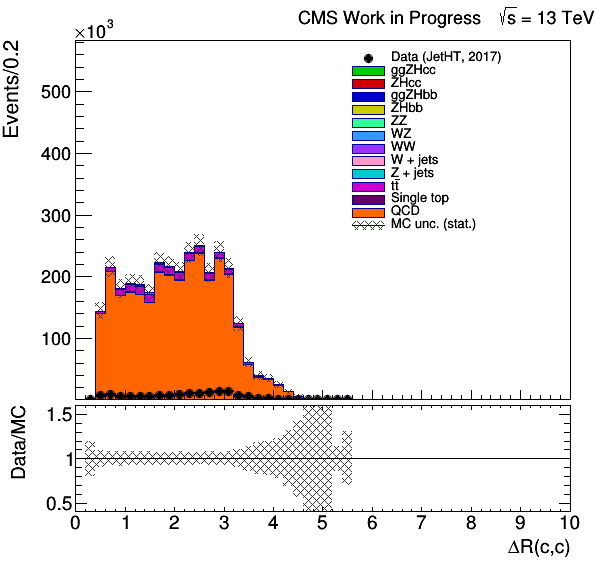 CMS Work in Progress √s = 13 TeV
×10³
Events/0.2
500
400
300
200
100
Data (JetHT, 2017)
ggZHcc
ZHcc
ggZHbb
ZHbb
ZZ
WZ
WW
W + jets
Z + jets
tt̄
Single top
QCD
MC unc. (stat.)
Data/MC
1.5
1
0.5
0 1 2 3 4 5 6 7 8 9 10
ΔR(c,c)